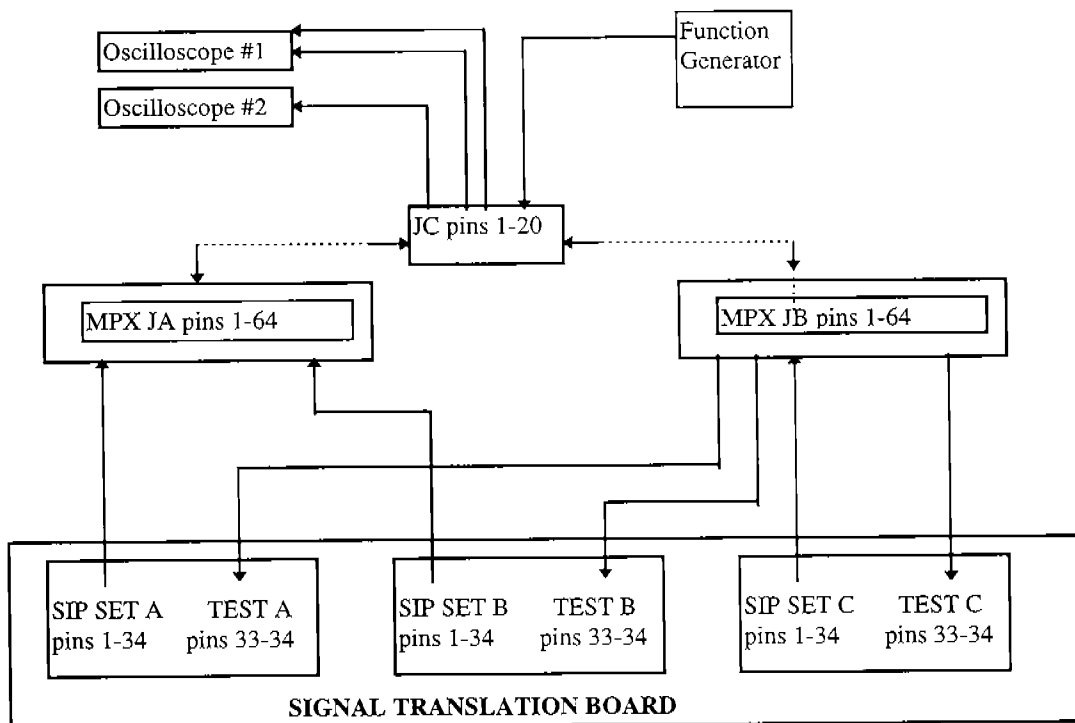 Oscilloscope #1
Oscilloscope #2
Function
Generator
JC pins 1-20
MPX JA pins 1-64
MPX JB pins 1-64
SIP SET A
pins 1-34
TEST A
pins 33-34
SIP SET B
pins 1-34
TEST B
pins 33-34
SIP SET C
pins 1-34
TEST C
pins 33-34
SIGNAL TRANSLATION BOARD